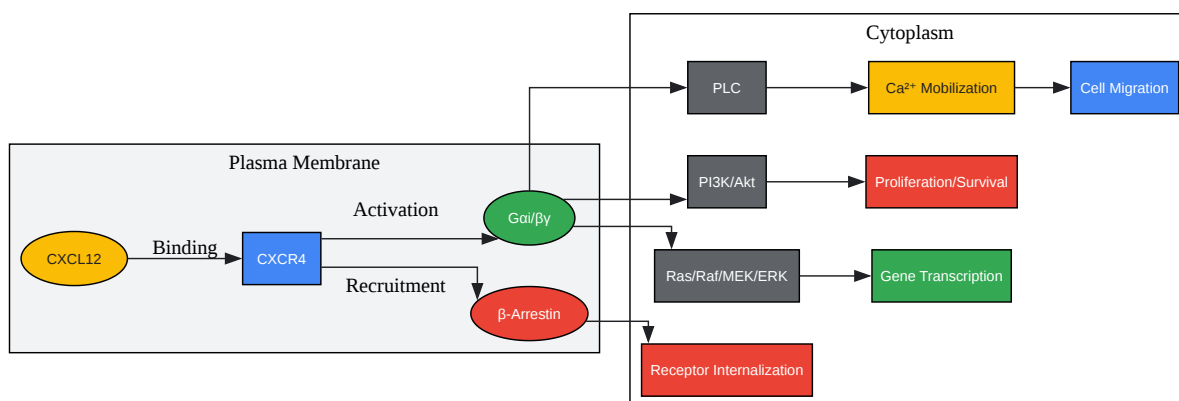 Cytoplasm
PLC
Ca²⁺ Mobilization
Cell Migration
Plasma Membrane
PI3K/Akt
Proliferation/Survival
Activation
Gαi/βγ
Binding
CXCL12
CXCR4
Ras/Raf/MEK/ERK
Gene Transcription
Recruitment
β-Arrestin
Receptor Internalization